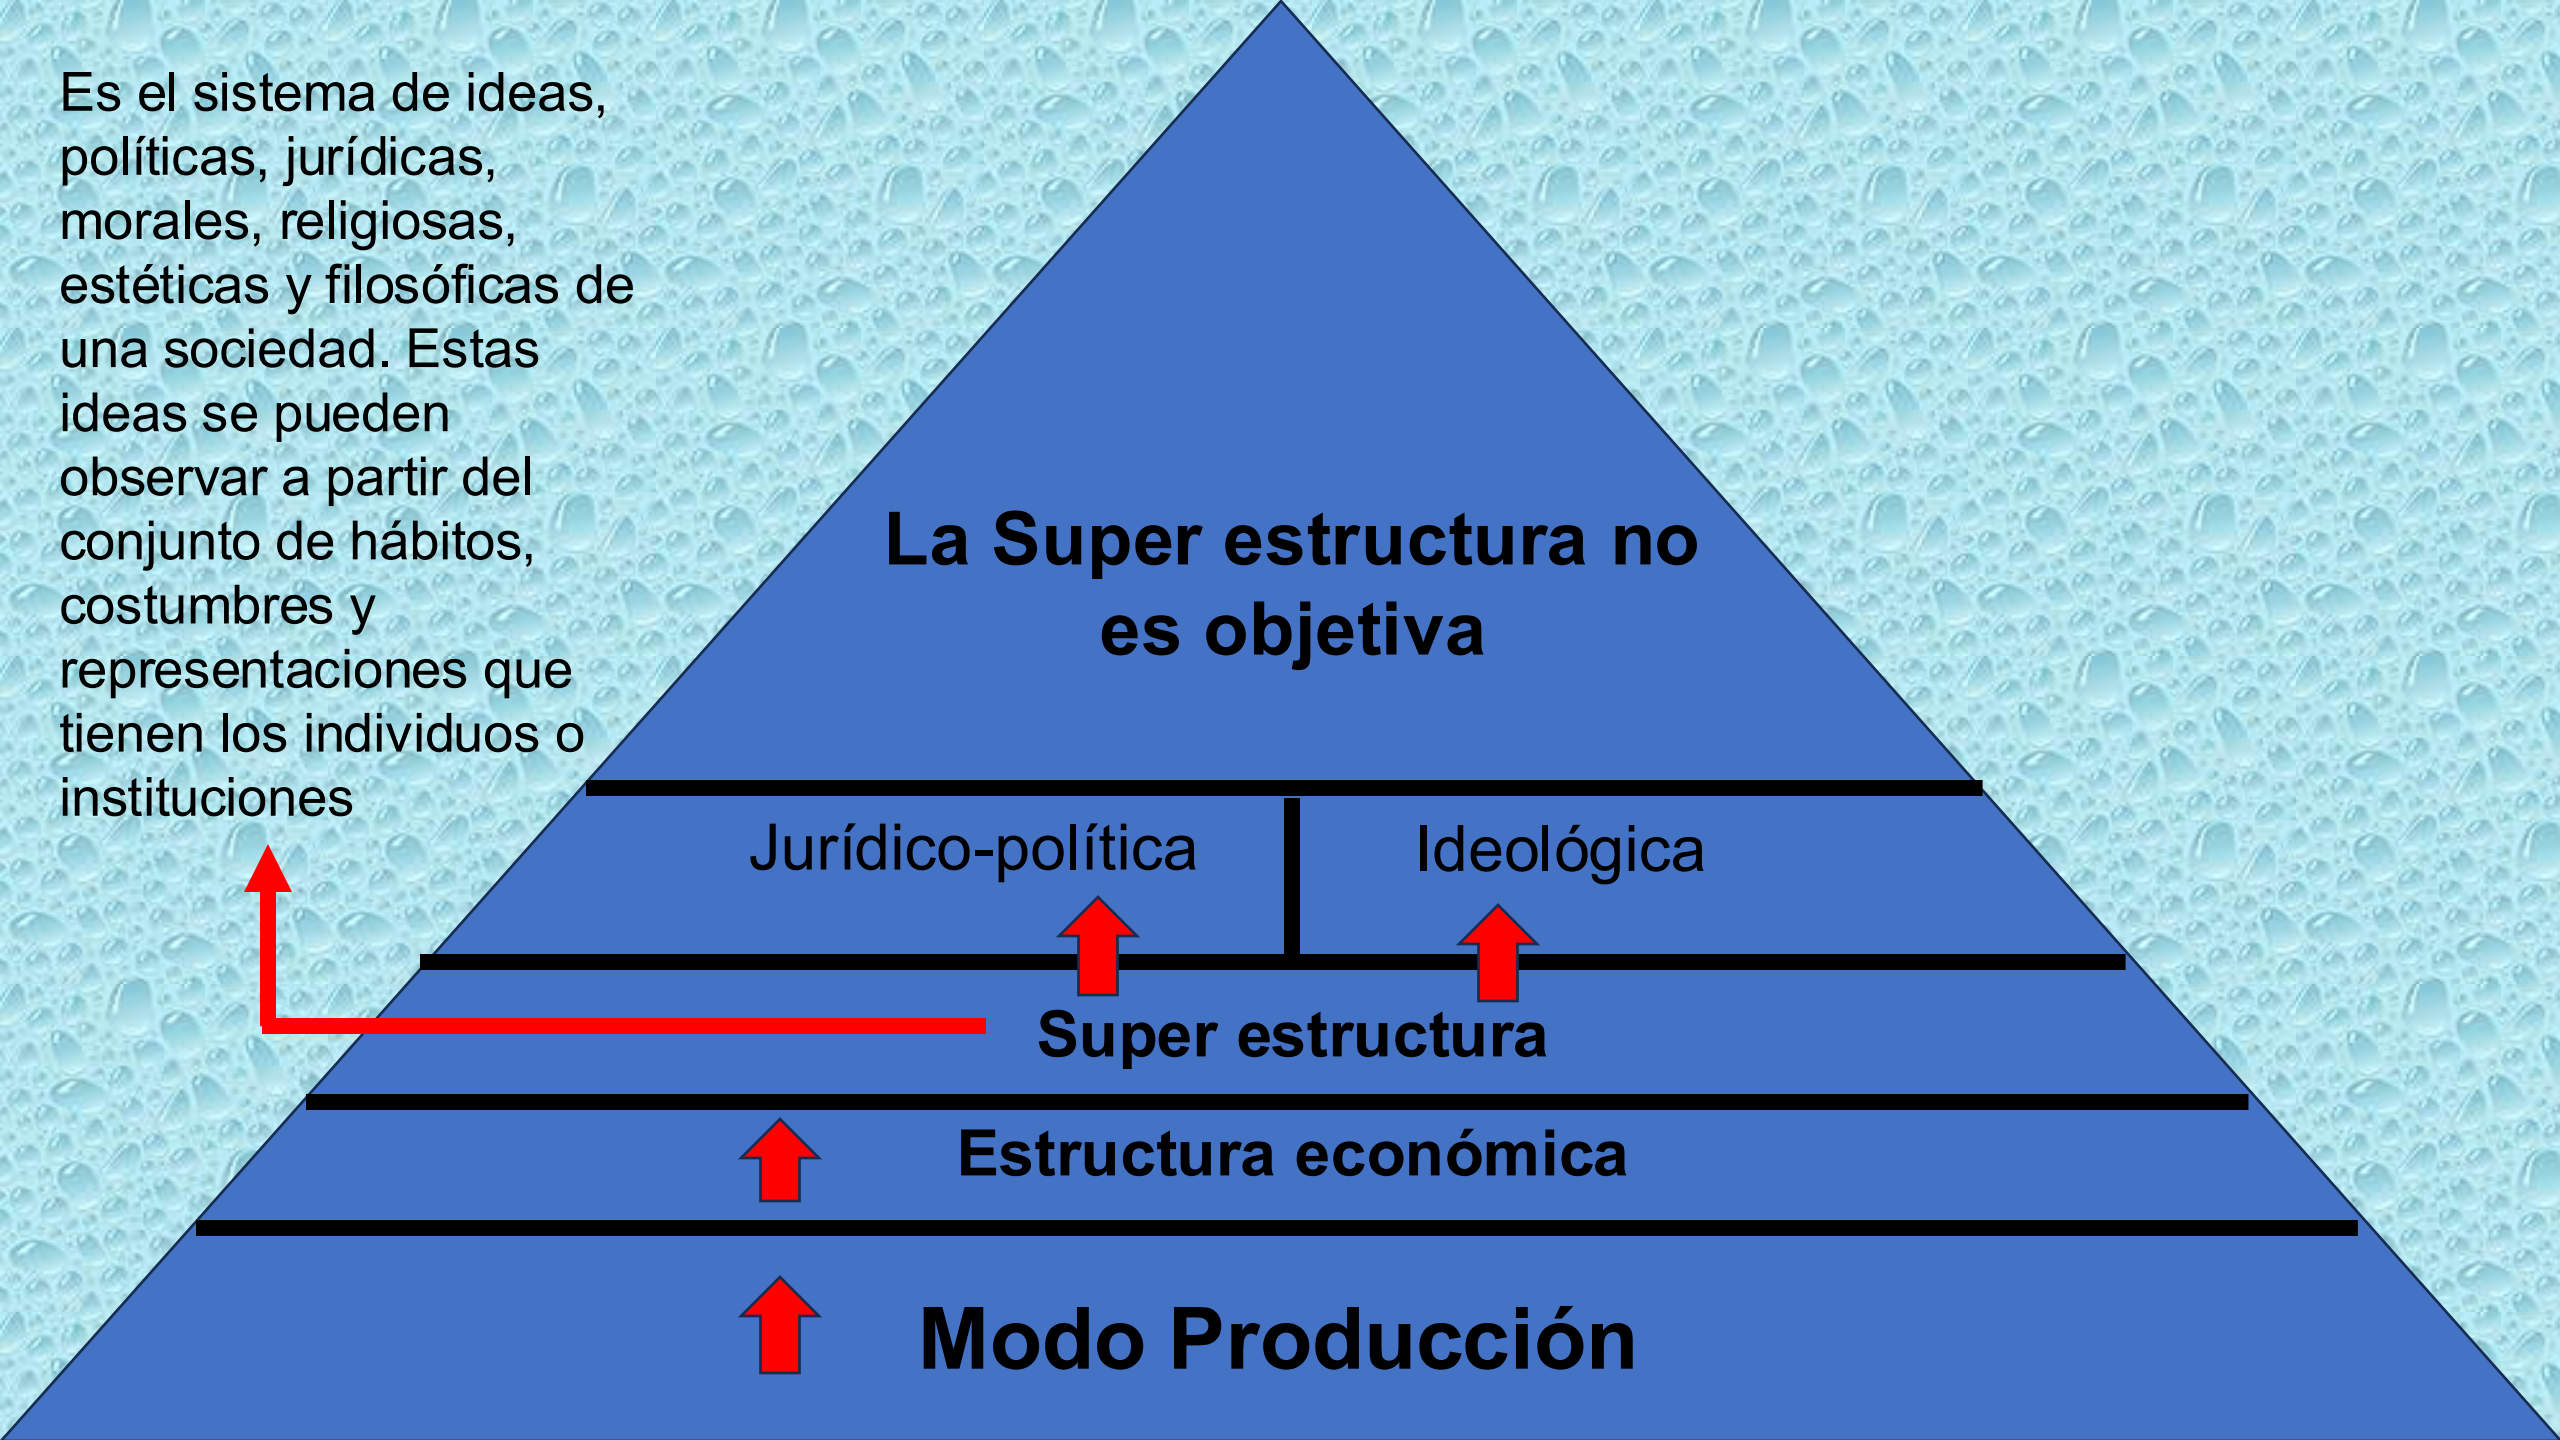 Es el sistema de ideas,
políticas, jurídicas,
morales, religiosas,
estéticas y filosóficas de
una sociedad. Estas
ideas se pueden
observar a partir del
conjunto de hábitos,
costumbres y
representaciones que
tienen los individuos o
instituciones
La Super estructura no
es objetiva
Jurídico-política
Ideológica
Super estructura
Estructura económica
Modo Producción